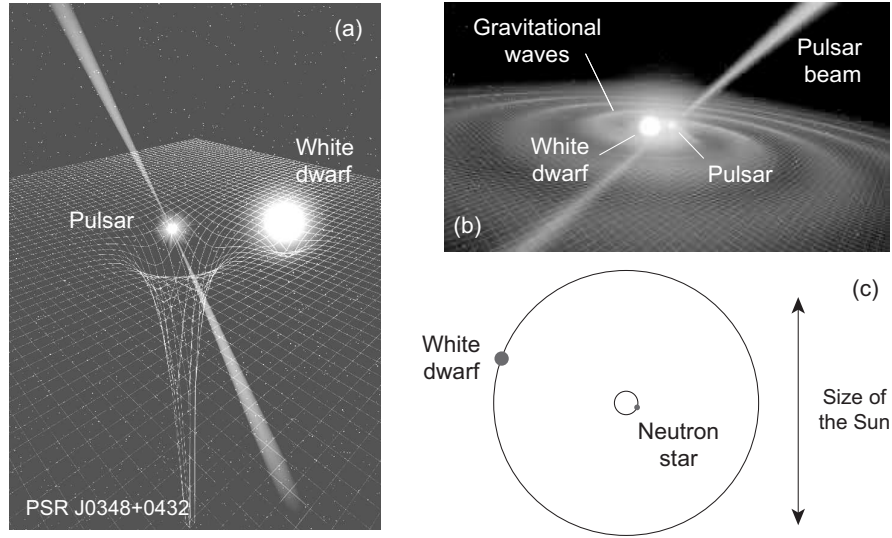 (a)
White
dwarf
Pulsar
PSR J0348+0432
Gravitational
waves
Pulsar
beam
White
dwarf
Pulsar
(b)
(c)
White
dwarf
Neutron
star
Size of
the Sun